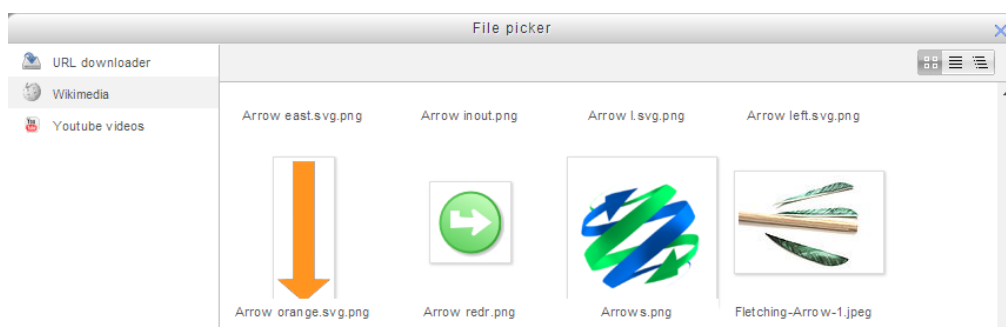 File picker
URL downloader
Wikimedia
Youtube videos
Arrow east.svg.png Arrow inout.png Arrow l.svg.png Arrow left.svg.png
Arrow orange.svg.png Arrow redr.png Arrows.png Fletching-Arrow-1.jpeg